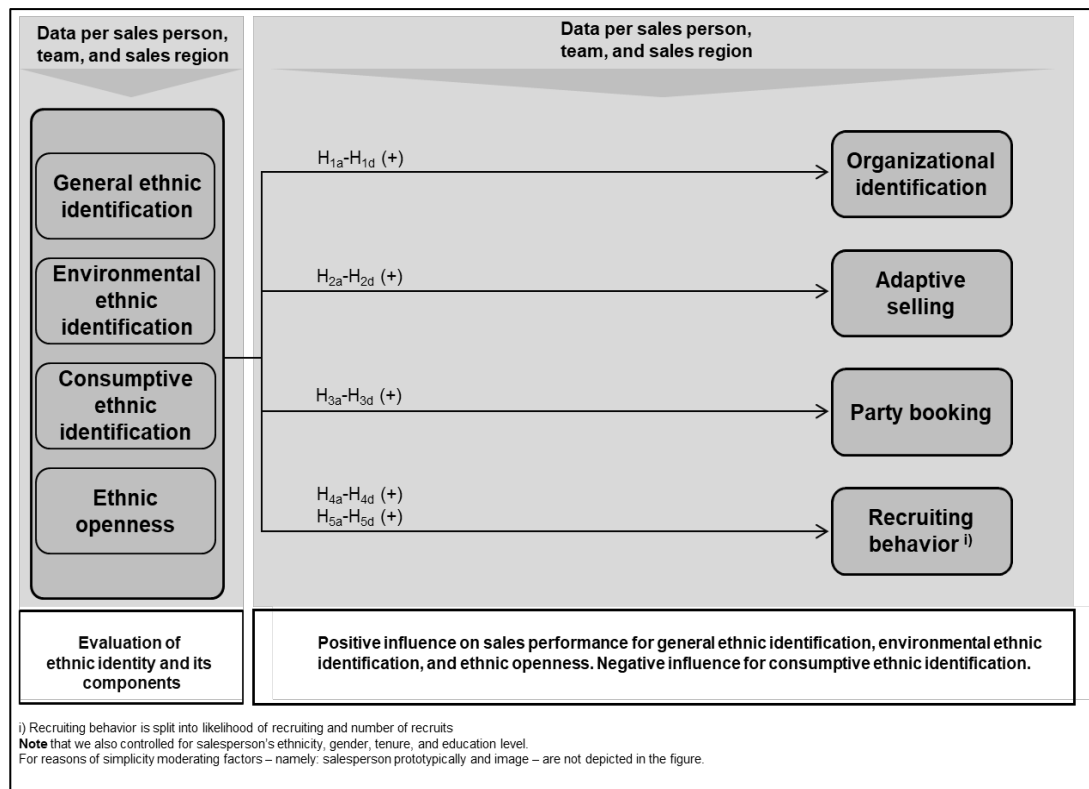 Data per sales person,
team, and sales region
Data per sales person,
team, and sales region
General ethnic
identification
Environmental
ethnic
identification
Consumptive
ethnic
identification
Ethnic
openness
H1a-H1d (+)
Organizational
identification
H2a-H2d (+)
Adaptive
selling
H3a-H3d (+)
Party booking
H4a-H4d (+)
H5a-H5d (+)
Recruiting
behavior i)
Evaluation of
ethnic identity and its
components
Positive influence on sales performance for general ethnic identification, environmental ethnic
identification, and ethnic openness. Negative influence for consumptive ethnic identification.
i) Recruiting behavior is split into likelihood of recruiting and number of recruits
Note that we also controlled for salesperson's ethnicity, gender, tenure, and education level.
For reasons of simplicity moderating factors – namely: salesperson prototypically and image – are not depicted in the figure.